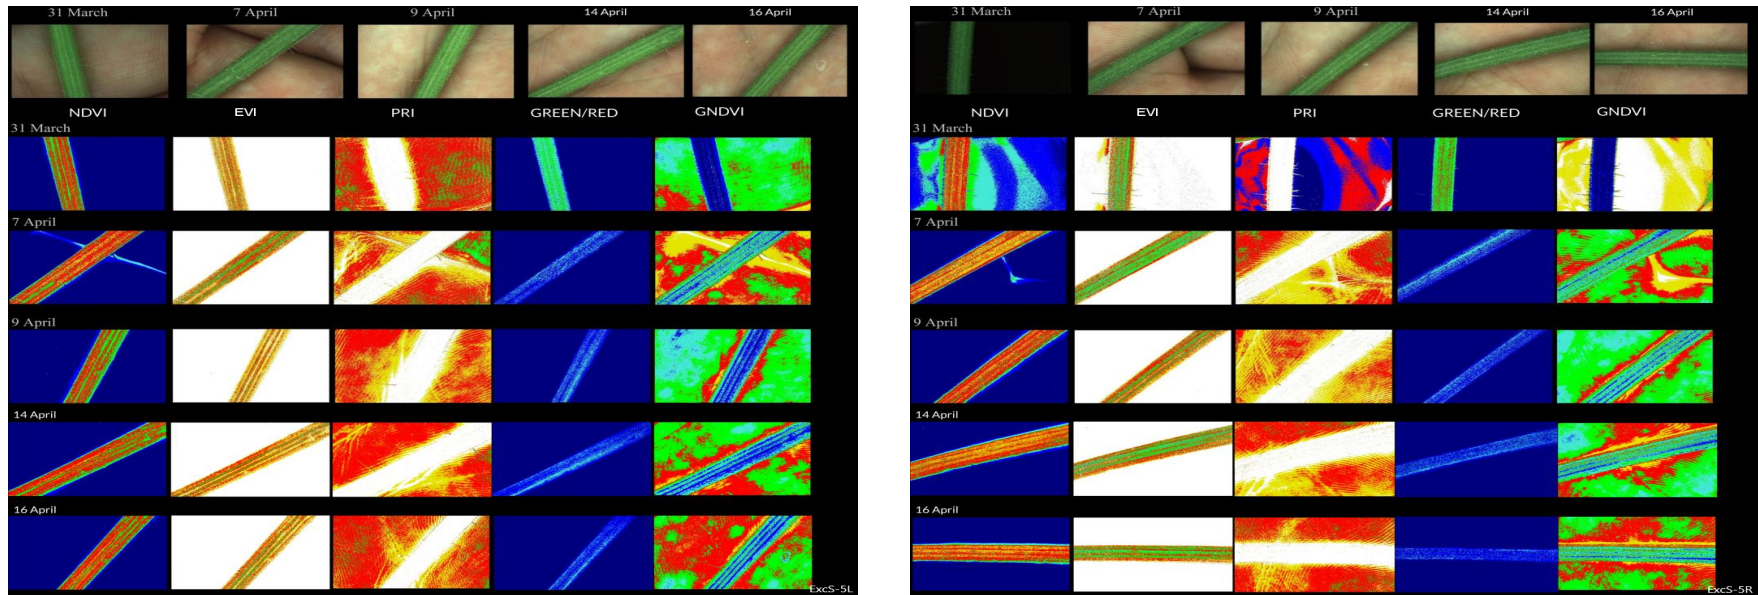 31 March 7 April 9 April 14 April 16 April
NDVI EVI PRI GREEN/RED GNDVI
31 March
7 April
9 April
14 April
16 April
ExcS-5L
31 March 7 April 9 April 14 April 16 April
NDVI EVI PRI GREEN/RED GNDVI
31 March
7 April
9 April
14 April
16 April
ExcS-5R